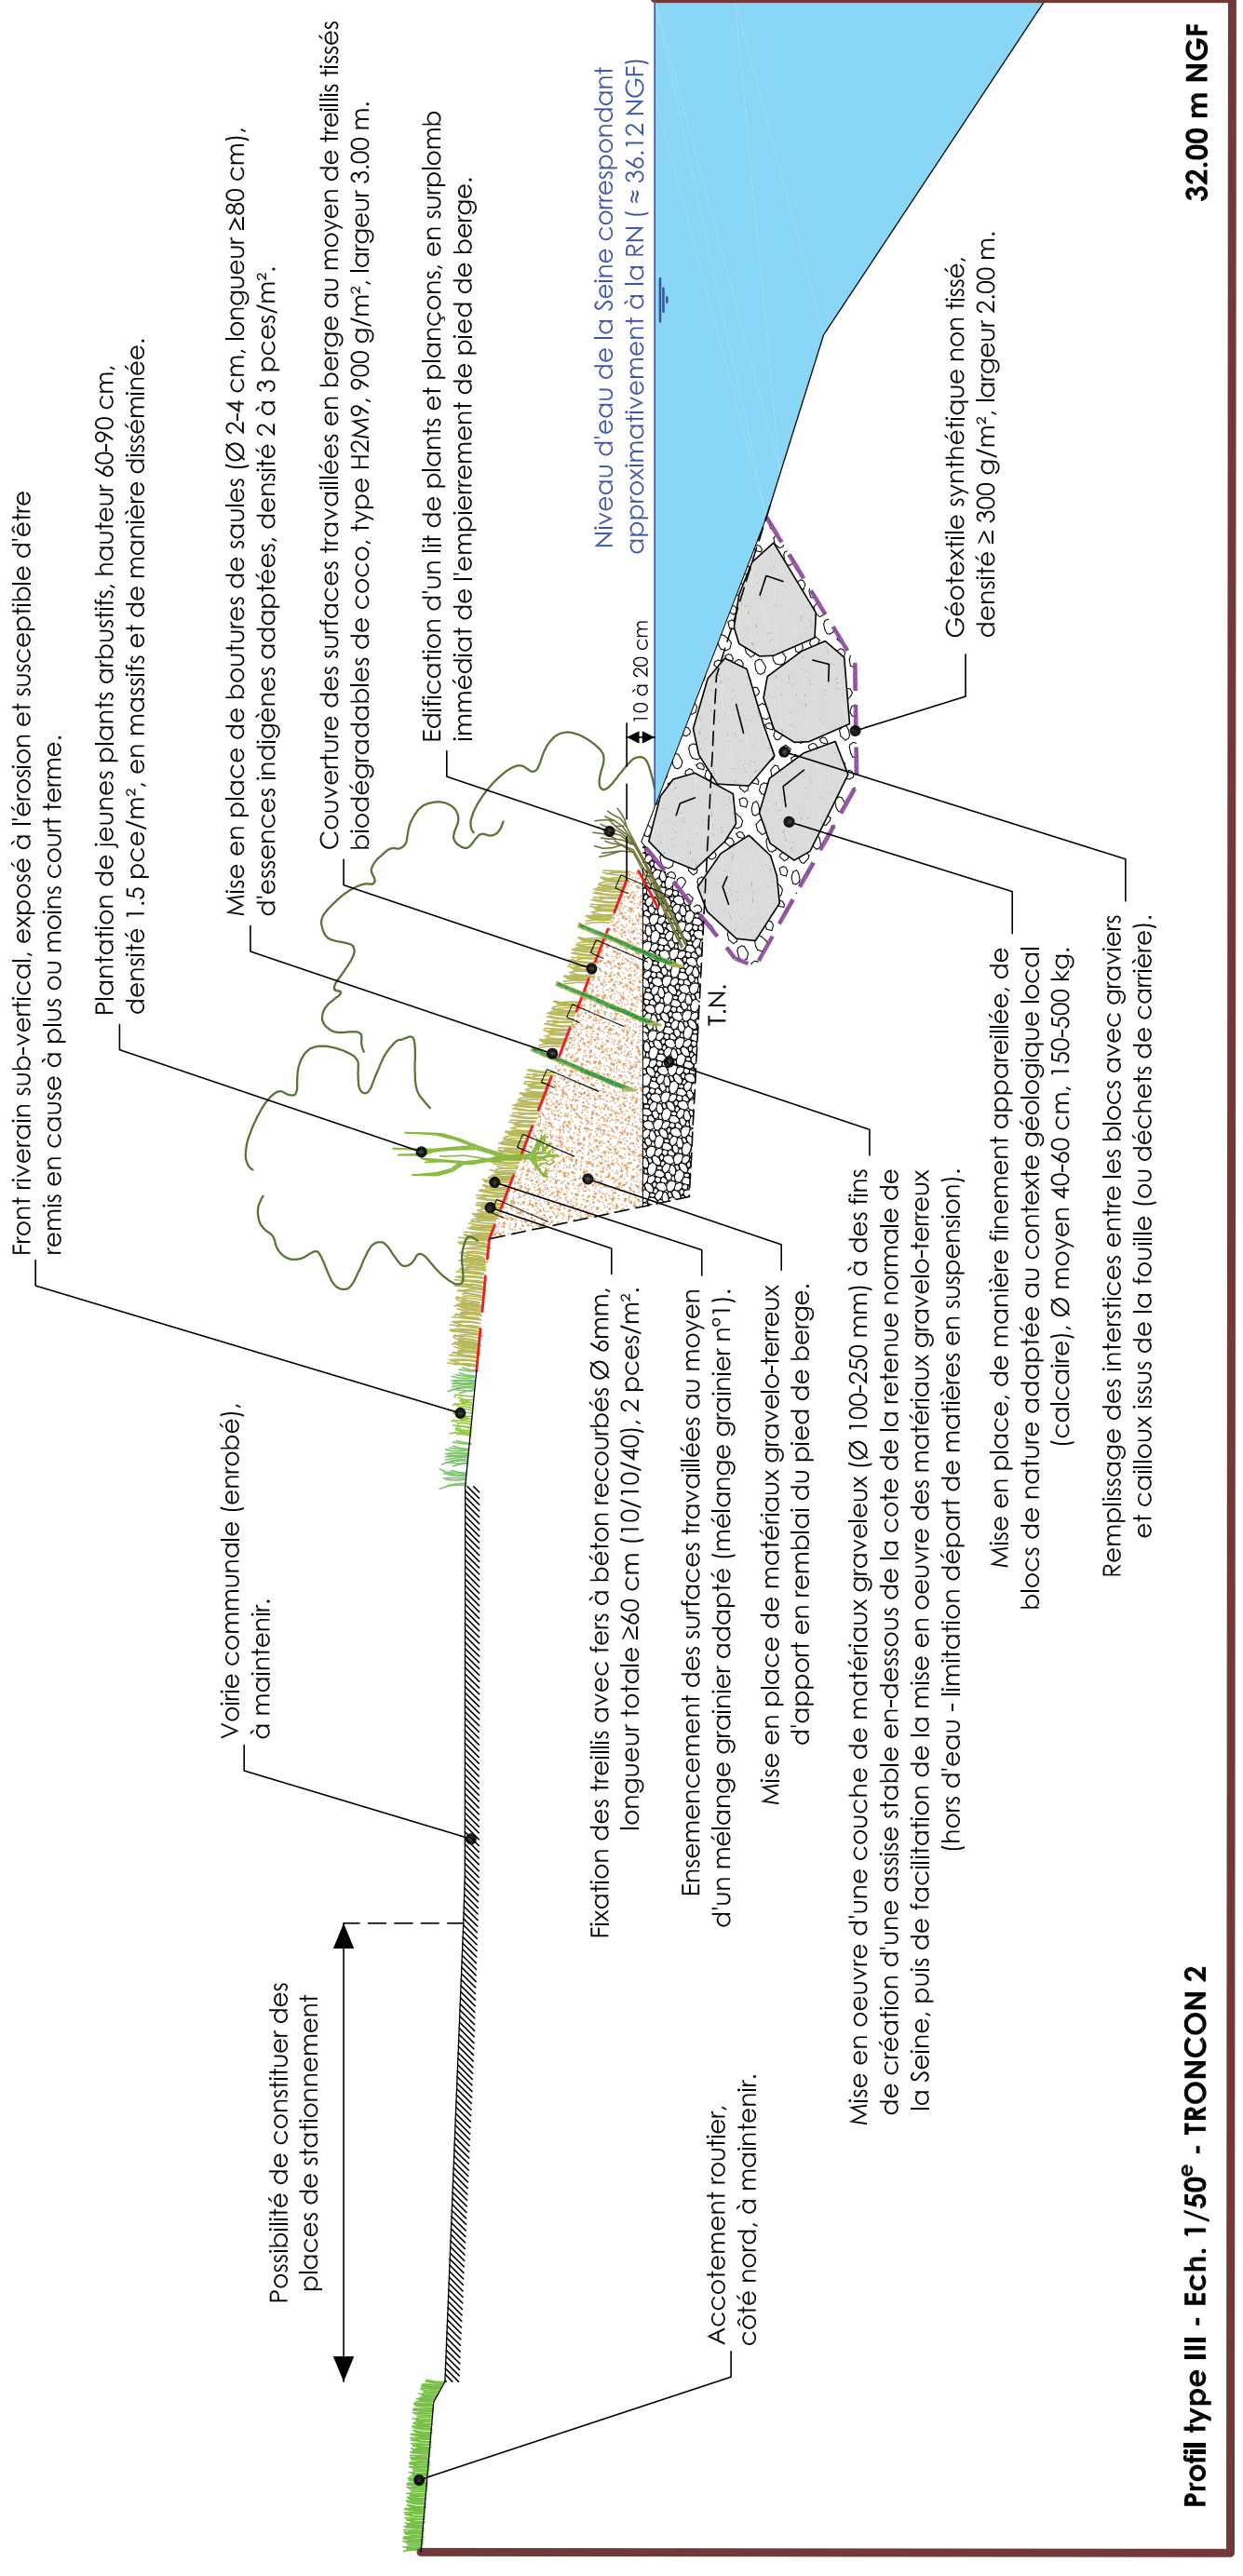 Front riverain sub-vertical, exposé à l'érosion et susceptible d'être
remis en cause à plus ou moins court terme.
Plantation de jeunes plants arbustifs, hauteur 60-90 cm,
densité 1.5 pce/m², en massifs et de manière disséminée.
Mise en place de boutures de saules (Ø 2-4 cm, longueur ≥80 cm),
d'essences indigènes adaptées, densité 2 à 3 pces/m².
Couverture des surfaces travaillées en berge au moyen de treillis tissés
biodégradables de coco, type H2M9, 900 g/m², largeur 3.00 m.
Edification d'un lit de plants et plançons, en surplomb
immédiat de l'empierrement de pied de berge.
Niveau d'eau de la Seine correspondant
approximativement à la RN ( ≈ 36.12 NGF)
10 à 20 cm
Voirie communale (enrobé),
à maintenir.
Possibilité de constituer des
places de stationnement
Accotement routier,
côté nord, à maintenir.
Fixation des treillis avec fers à béton recourbés Ø 6mm,
longueur totale ≥60 cm (10/10/40), 2 pces/m².
Ensemencement des surfaces travaillées au moyen
d'un mélange grainier adapté (mélange grainier n°1).
Mise en place de matériaux gravelo-terreux
d'apport en remblai du pied de berge.
T.N.
Mise en oeuvre d'une couche de matériaux graveleux (Ø 100-250 mm) à des fins
de création d'une assise stable en-dessous de la cote de la retenue normale de
la Seine, puis de facilitation de la mise en oeuvre des matériaux gravelo-terreux
(hors d'eau - limitation départ de matières en suspension).
Géotextile synthétique non tissé,
densité ≥ 300 g/m², largeur 2.00 m.
Mise en place, de manière finement appareillée, de
blocs de nature adaptée au contexte géologique local
(calcaire), Ø moyen 40-60 cm, 150-500 kg.
Remplissage des interstices entre les blocs avec graviers
et cailloux issus de la fouille (ou déchets de carrière).
Profil type III - Ech. 1/50e - TRONCON 2
32.00 m NGF